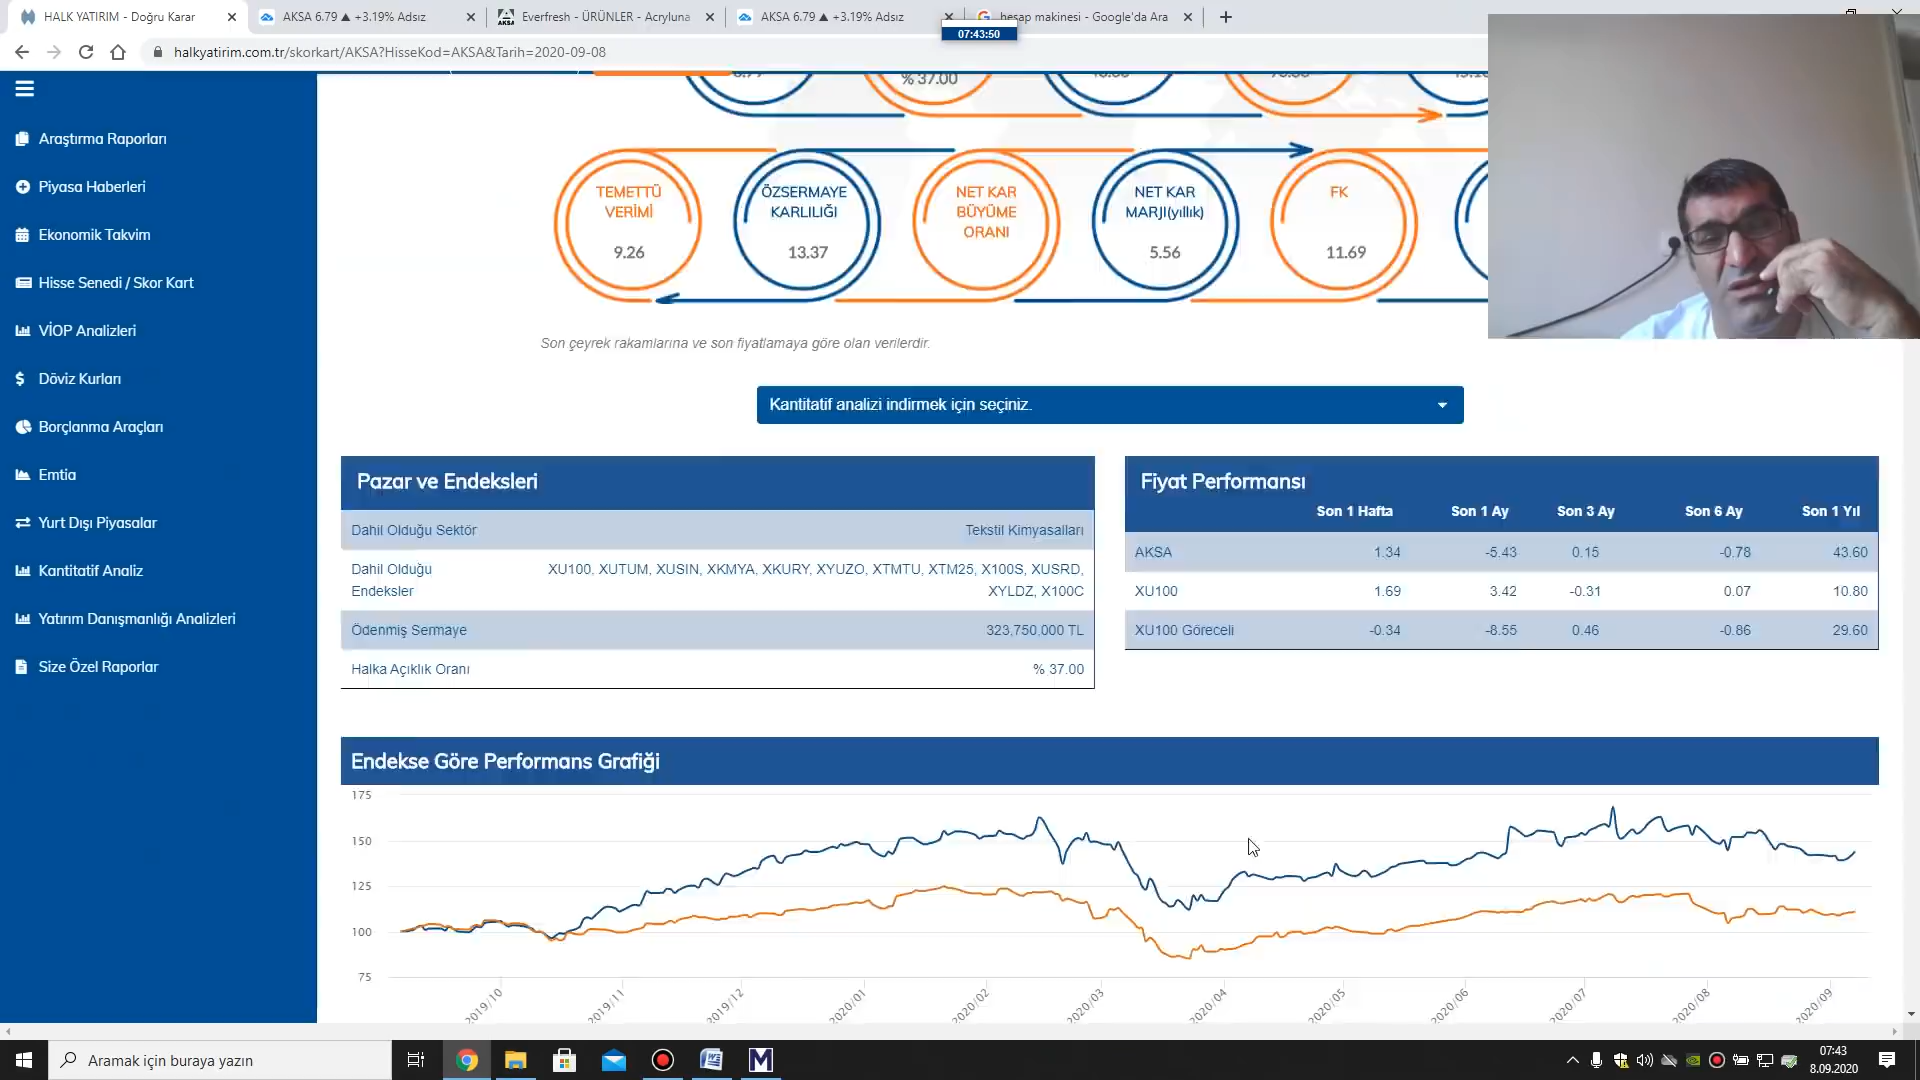 HALK YATIRIM - Doğru Karar
AKSA 6.79 ▲ +3.19% Adsız
Everfresh - ÜRÜNLER - Acryluna
AKSA 6.79 ▲ +3.19% Adsız
hesap makinesi - Google'da Ara
07:43:50
halkyatirim.com.tr/skorkart/AKSA?HisseKod=AKSA&Tarih=2020-09-08
Araştırma Raporları
Piyasa Haberleri
Ekonomik Takvim
Hisse Senedi / Skor Kart
VİOP Analizleri
Döviz Kurları
Borçlanma Araçları
Emtia
Yurt Dışı Piyasalar
Kantitatif Analiz
Yatırım Danışmanlığı Analizleri
Size Özel Raporlar
% 37.00
TEMETTÜ
VERİMİ
9.26
ÖZSERMAYE
KARLILIĞI
13.37
NET KAR
BÜYÜME
ORANI
NET KAR
MARJI(yıllık)
5.56
FK
11.69
Son çeyrek rakamlarına ve son fiyatlamaya göre olan verilerdir.
Kantitatif analizi indirmek için seçiniz.
Pazar ve Endeksleri
Dahil Olduğu Sektör Tekstil Kimyasalları
Dahil Olduğu XU100, XUTUM, XUSIN, XKMYA, XKURY, XYUZO, XTMTU, XTM25, X100S, XUSRD,
Endeksler XYLDZ, X100C
Ödenmiş Sermaye 323,750,000 TL
Halka Açıklık Oranı % 37.00
Fiyat Performansı
Son 1 Hafta Son 1 Ay Son 3 Ay Son 6 Ay Son 1 Yıl
AKSA 1.34 -5.43 0.15 -0.78 43.60
XU100 1.69 3.42 -0.31 0.07 10.80
XU100 Göreceli -0.34 -8.55 0.46 -0.86 29.60
Endekse Göre Performans Grafiği
175
150
125
100
75
2019/10 2019/11 2019/12 2020/01 2020/02 2020/03 2020/04 2020/05 2020/06 2020/07 2020/08 2020/09
Aramak için buraya yazın
07:43
8.09.2020